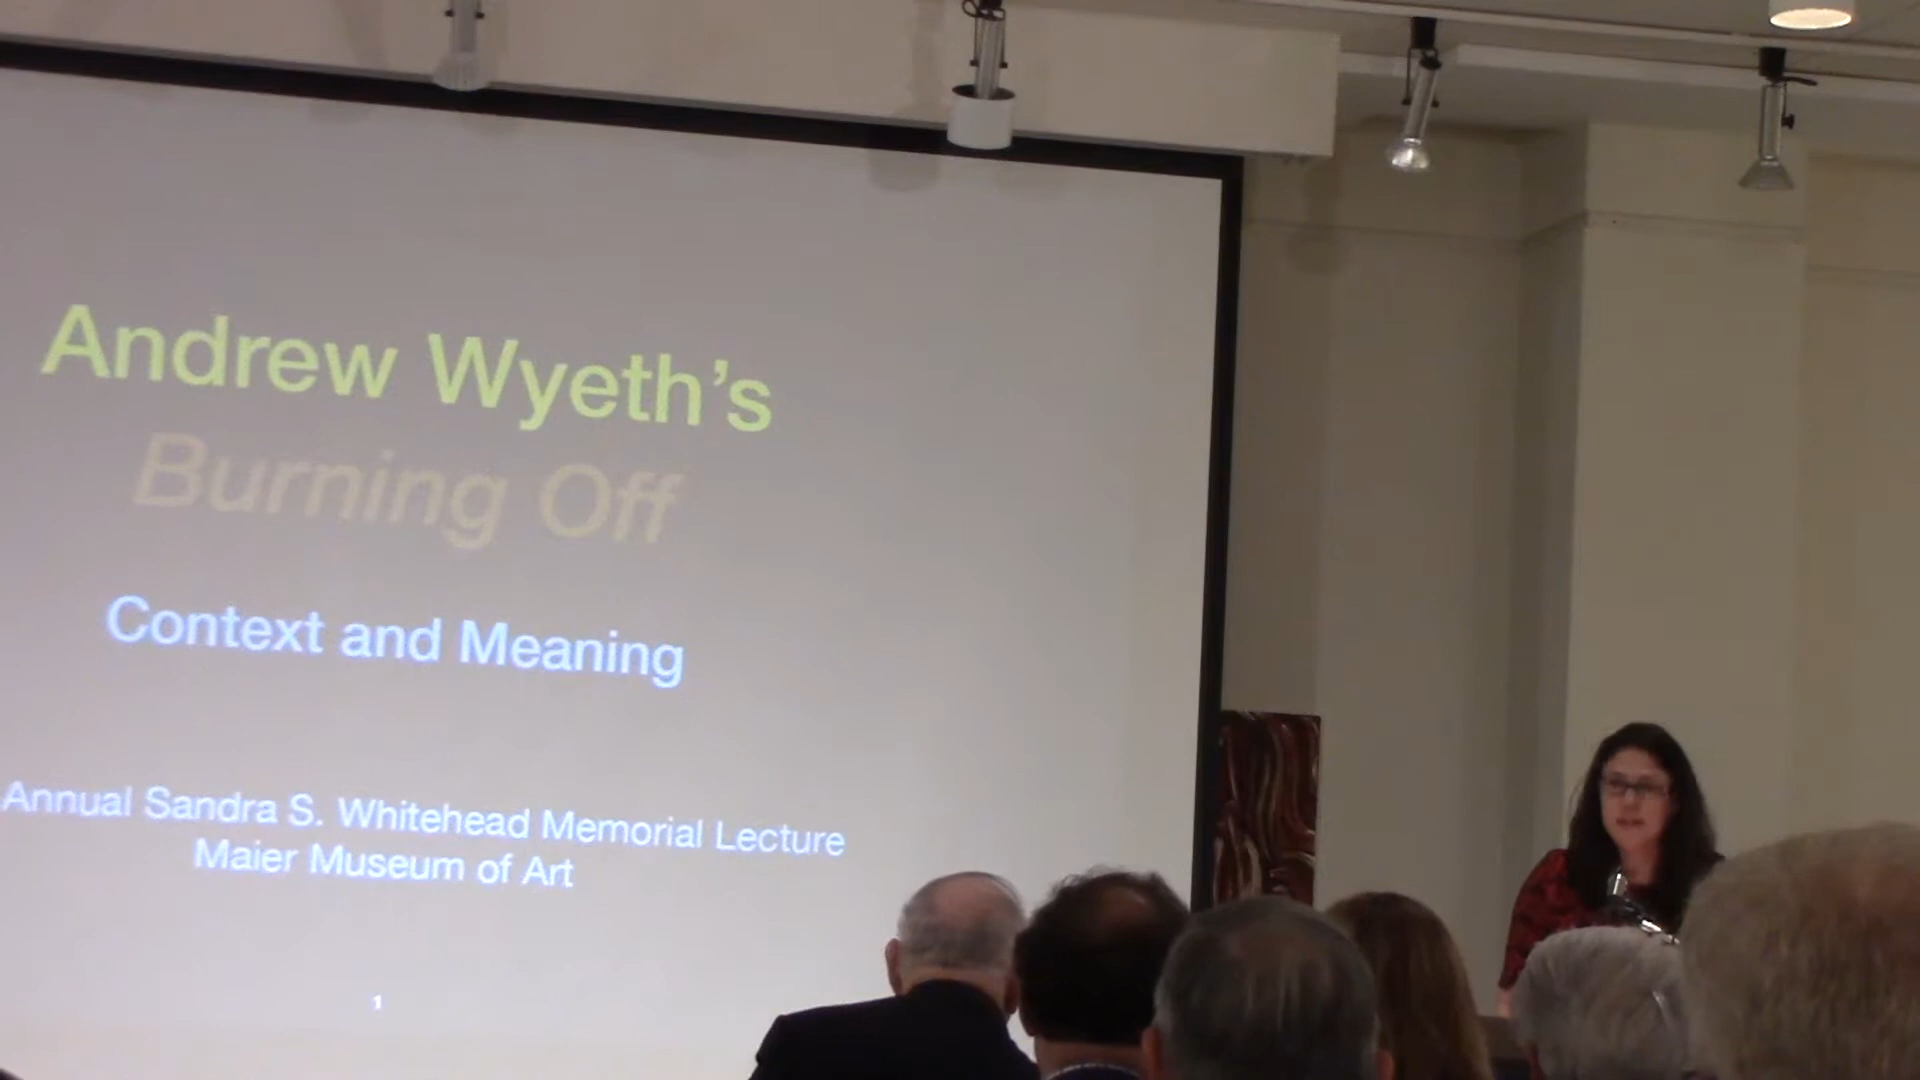 Andrew Wyeth's
Burning Off
Context and Meaning
Annual Sandra S. Whitehead Memorial Lecture
Maier Museum of Art
1